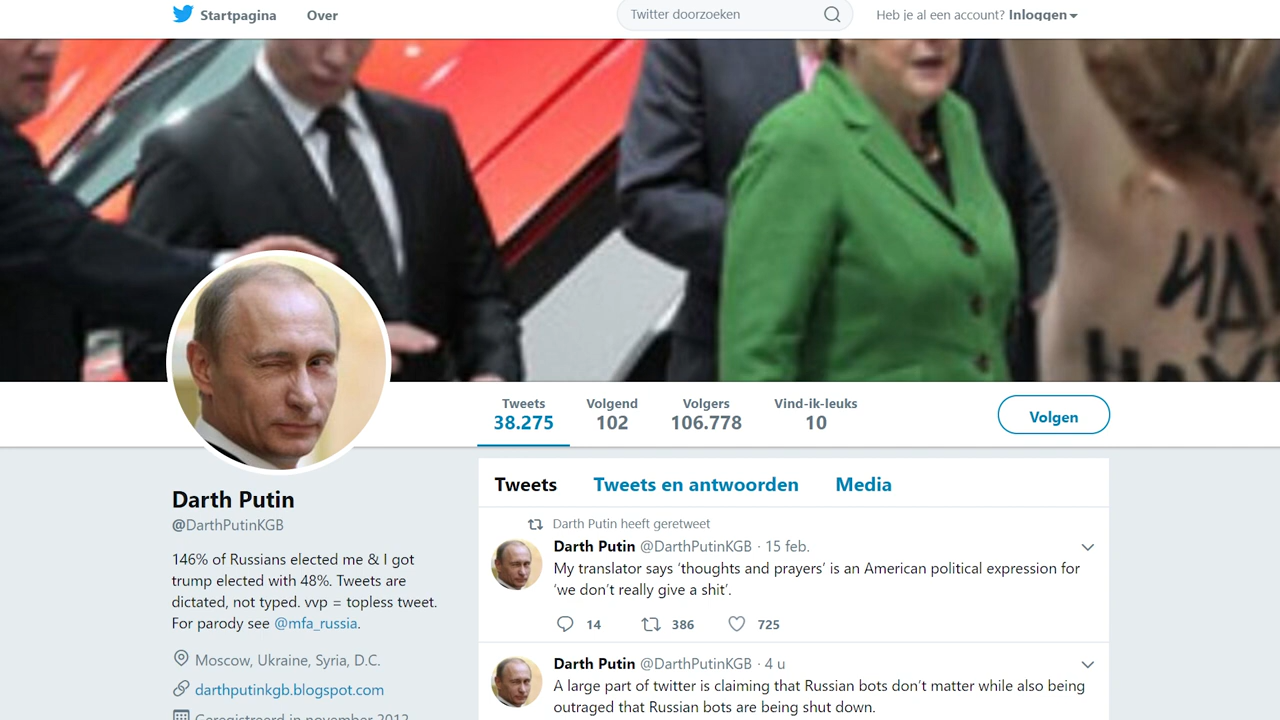 Startpagina
Over
Twitter doorzoeken
Heb je al een account? Inloggen
ИД
Tweets
38.275
Volgend
102
Volgers
106.778
Vind-ik-leuks
10
Volgen
Darth Putin
@DarthPutinKGB
146% of Russians elected me & I got
trump elected with 48%. Tweets are
dictated, not typed. vvp = topless tweet.
For parody see @mfa_russia.
Moscow, Ukraine, Syria, D.C.
darthputinkgb.blogspot.com
Geregistreerd in november 2012
Tweets
Tweets en antwoorden
Media
Darth Putin heeft geretweet
Darth Putin @DarthPutinKGB · 15 feb.
My translator says ‘thoughts and prayers’ is an American political expression for
‘we don’t really give a shit’.
14
386
725
Darth Putin @DarthPutinKGB · 4 u
A large part of twitter is claiming that Russian bots don’t matter while also being
outraged that Russian bots are being shut down.